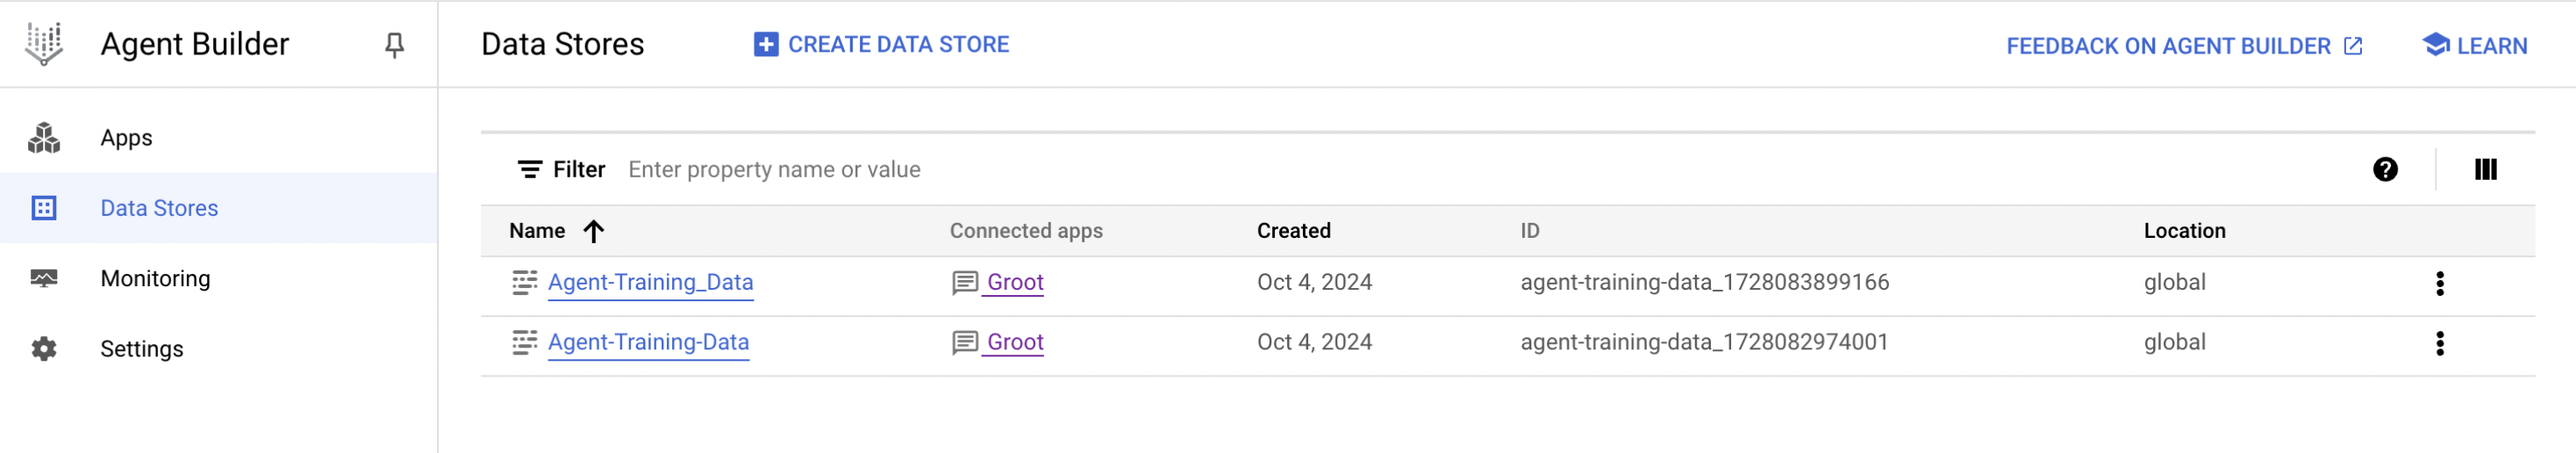 Agent Builder
Data Stores
CREATE DATA STORE
FEEDBACK ON AGENT BUILDER
LEARN
Apps
Data Stores
Monitoring
Settings
Filter Enter property name or value
Name Connected apps Created ID Location
Agent-Training_Data Groot Oct 4, 2024 agent-training-data_1728083899166 global
Agent-Training-Data Groot Oct 4, 2024 agent-training-data_1728082974001 global